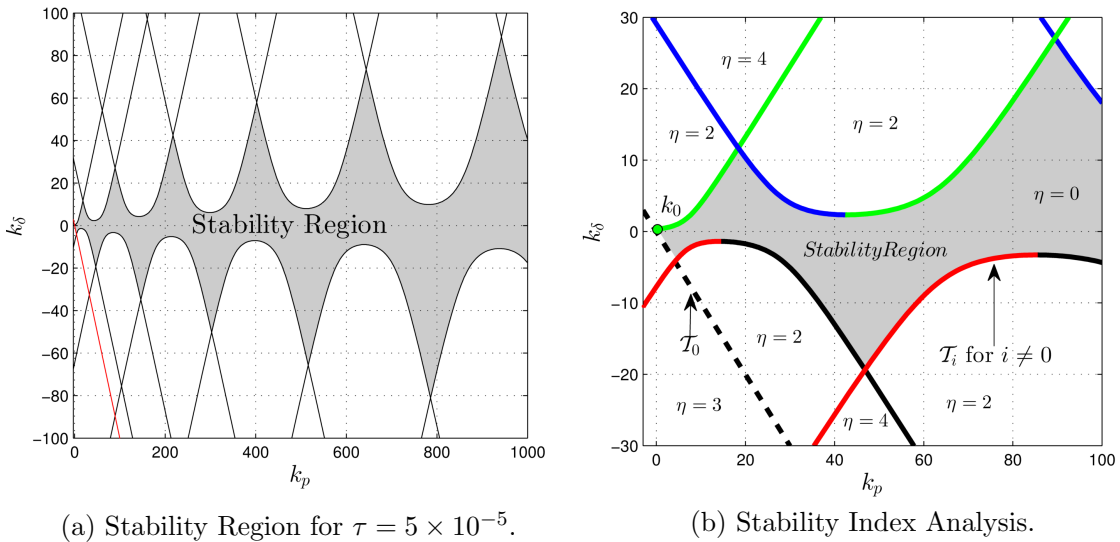 100
80
60
40
20
0
−20
−40
−60
−80
−100
0
200
400
600
800
1000
k_δ
k_p
Stability Region
(a) Stability Region for τ = 5 × 10⁻⁵.
30
20
10
0
−10
−20
−30
0
20
40
60
80
100
k_δ
k_p
η = 4
η = 2
η = 2
η = 0
k_0
StabilityRegion
𝒯_0
η = 2
𝒯_i for i ≠ 0
η = 3
η = 4
η = 2
(b) Stability Index Analysis.